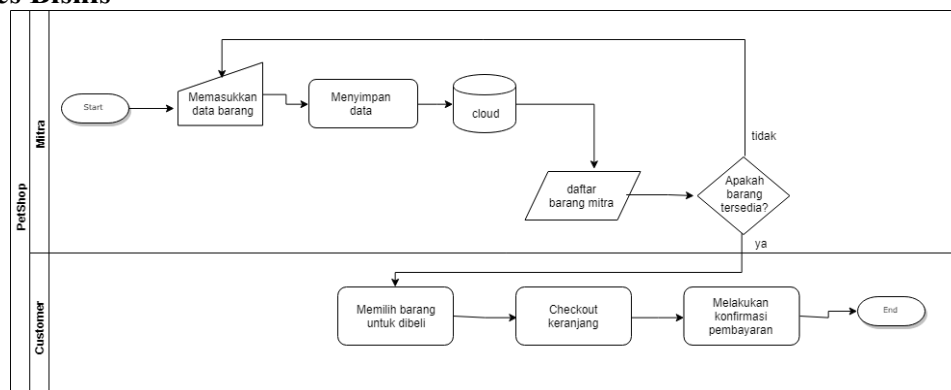 es Bisnis
PetShop
Mitra
Start
Memasukkan
data barang
Menyimpan
data
cloud
daftar
barang mitra
Apakah
barang
tersedia?
tidak
ya
Customer
Memilih barang
untuk dibeli
Checkout
keranjang
Melakukan
konfirmasi
pembayaran
End